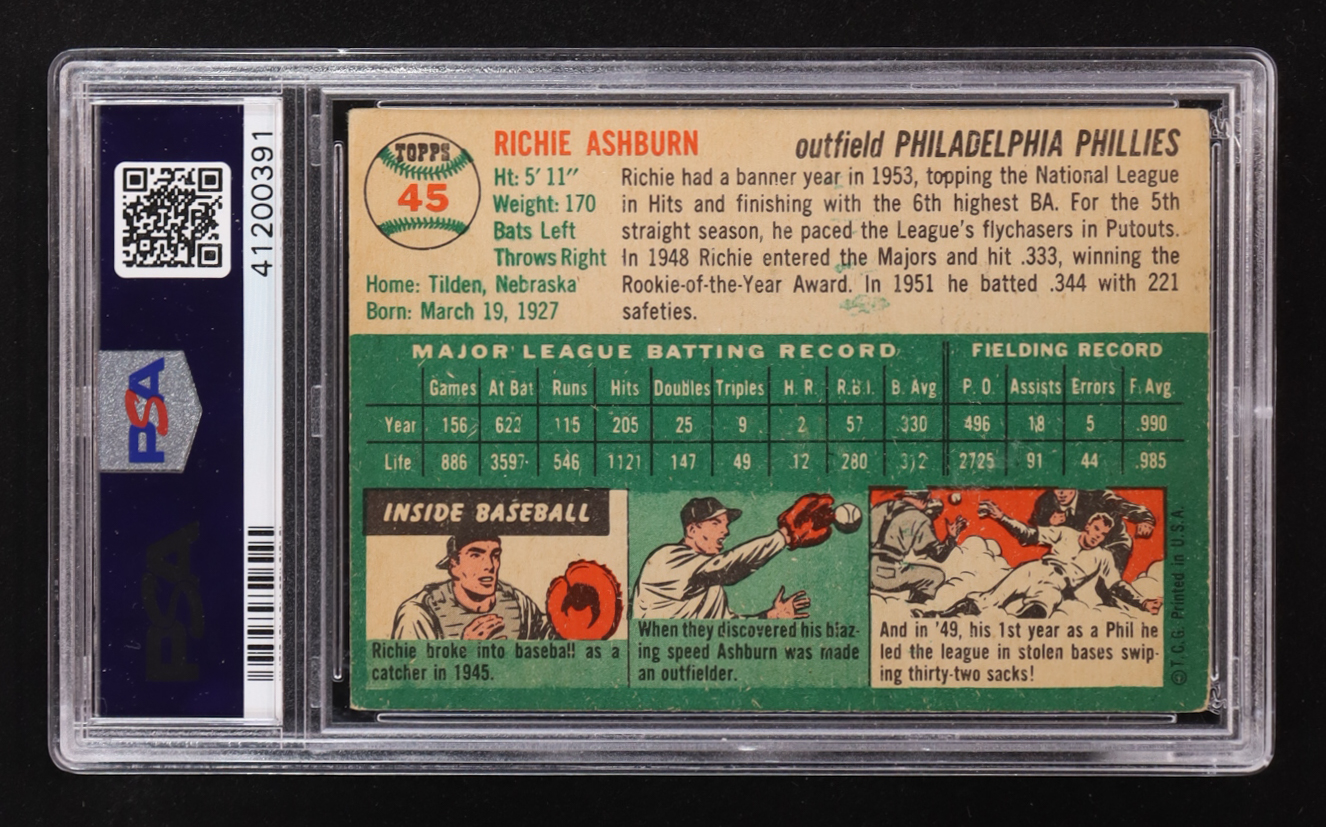 41200391
PSA
PSA
TOPPS
45
RICHIE ASHBURN
outfield PHILADELPHIA PHILLIES
Ht: 5' 11"
Weight: 170
Bats Left
Throws Right
Home: Tilden, Nebraska
Born: March 19, 1927
Richie had a banner year in 1953, topping the National League
in Hits and finishing with the 6th highest BA. For the 5th
straight season, he paced the League's flychasers in Putouts.
In 1948 Richie entered the Majors and hit .333, winning the
Rookie-of-the-Year Award. In 1951 he batted .344 with 221
safeties.
MAJOR LEAGUE BATTING RECORD FIELDING RECORD
Games At Bat Runs Hits Doubles Triples H. R. R.B.I. B. Avg P. O. Assists Errors F. Avg.
Year 156 622 115 205 25 9 2 57 .330 496 18 5 .990
Life 886 3597 546 1121 147 49 12 280 .312 2725 91 44 .985
INSIDE BASEBALL
Richie broke into baseball as a
catcher in 1945.
When they discovered his blaz-
ing speed Ashburn was made
an outfielder.
And in '49, his 1st year as a Phil he
led the league in stolen bases swip-
ing thirty-two sacks!
© T.C.G. Printed in U.S.A.